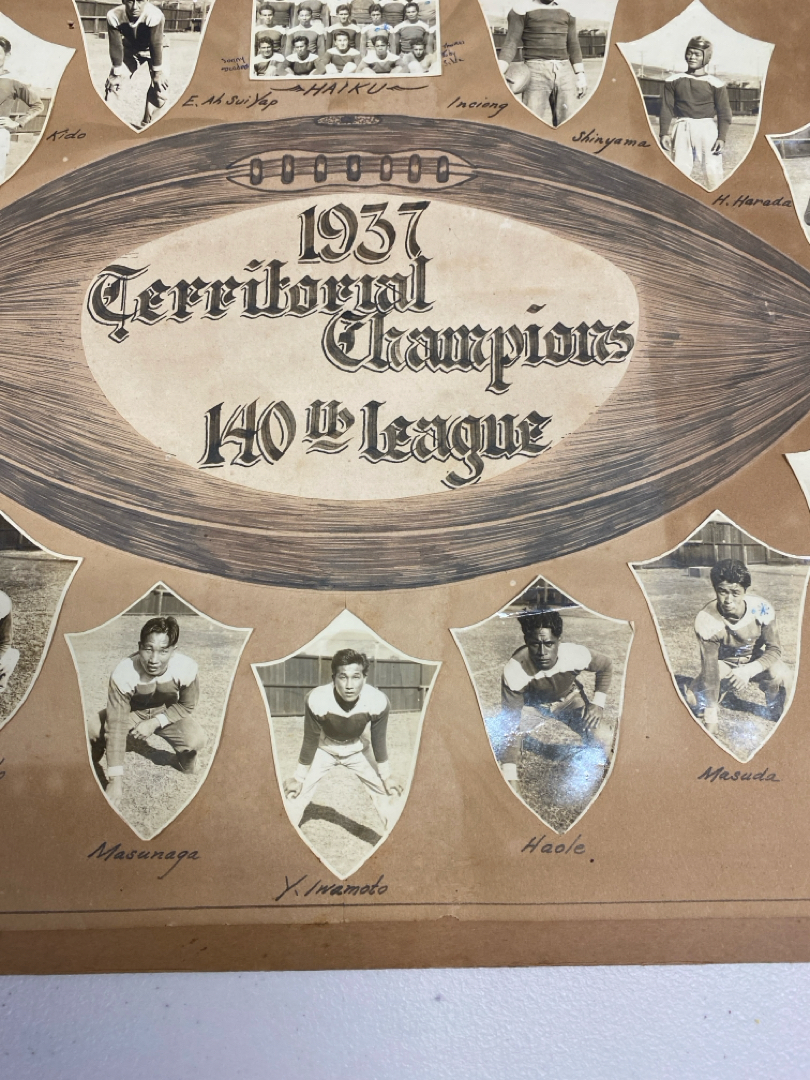 HAIKU
Kido
E. Ah Sui Yap
Inciong
Shinyama
H. Harada
1937
Territorial
Champions
140 lb league
Masunaga
Y. Iwamoto
Haole
Masuda